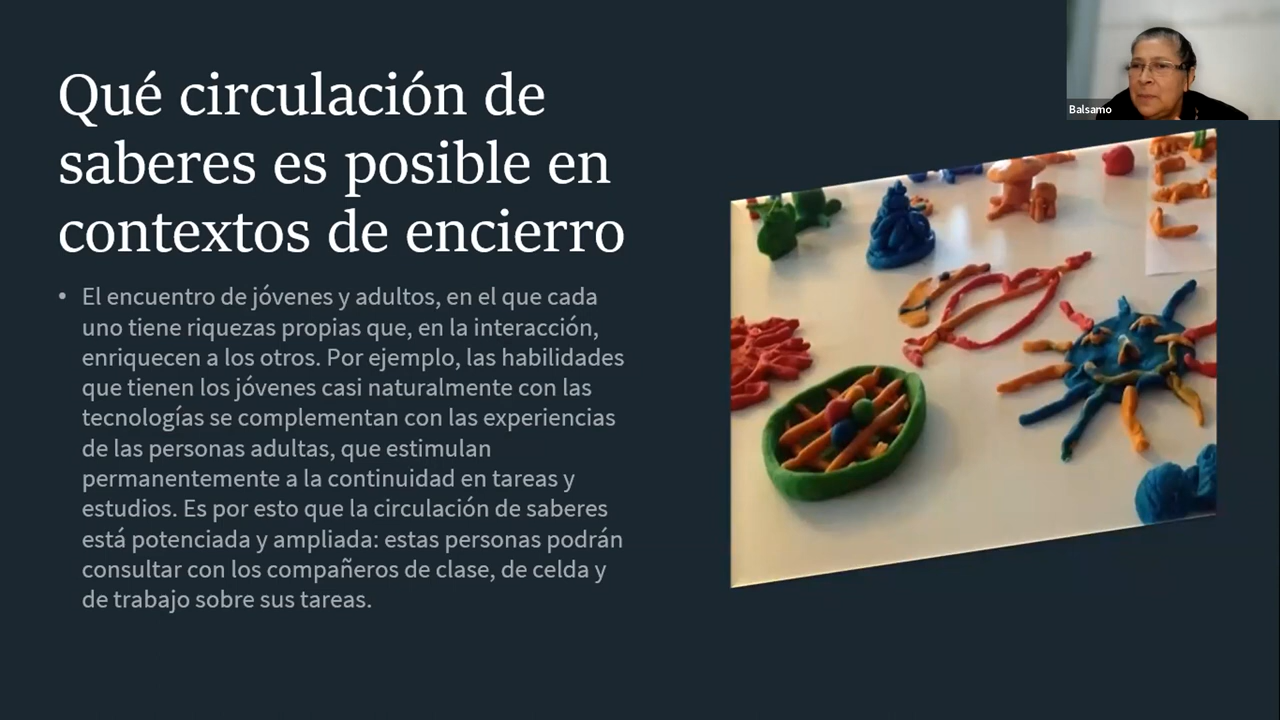 Balsamo
Qué circulación de
saberes es posible en
contextos de encierro
• El encuentro de jóvenes y adultos, en el que cada
uno tiene riquezas propias que, en la interacción,
enriquecen a los otros. Por ejemplo, las habilidades
que tienen los jóvenes casi naturalmente con las
tecnologías se complementan con las experiencias
de las personas adultas, que estimulan
permanentemente a la continuidad en tareas y
estudios. Es por esto que la circulación de saberes
está potenciada y ampliada: estas personas podrán
consultar con los compañeros de clase, de celda y
de trabajo sobre sus tareas.